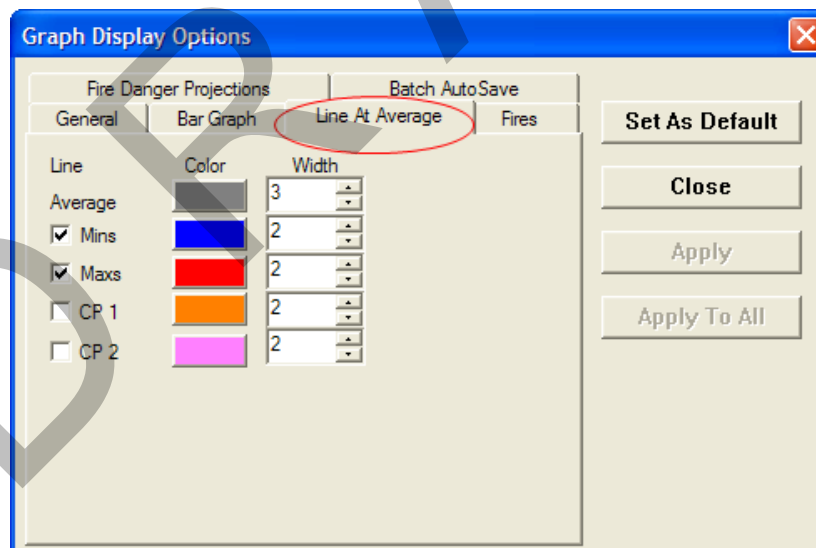 Graph Display Options
Fire Danger Projections Batch AutoSave
General Bar Graph Line At Average Fires
Line Color Width
Average 3
Mins 2
Maxs 2
CP 1 2
CP 2 2
Set As Default
Close
Apply
Apply To All